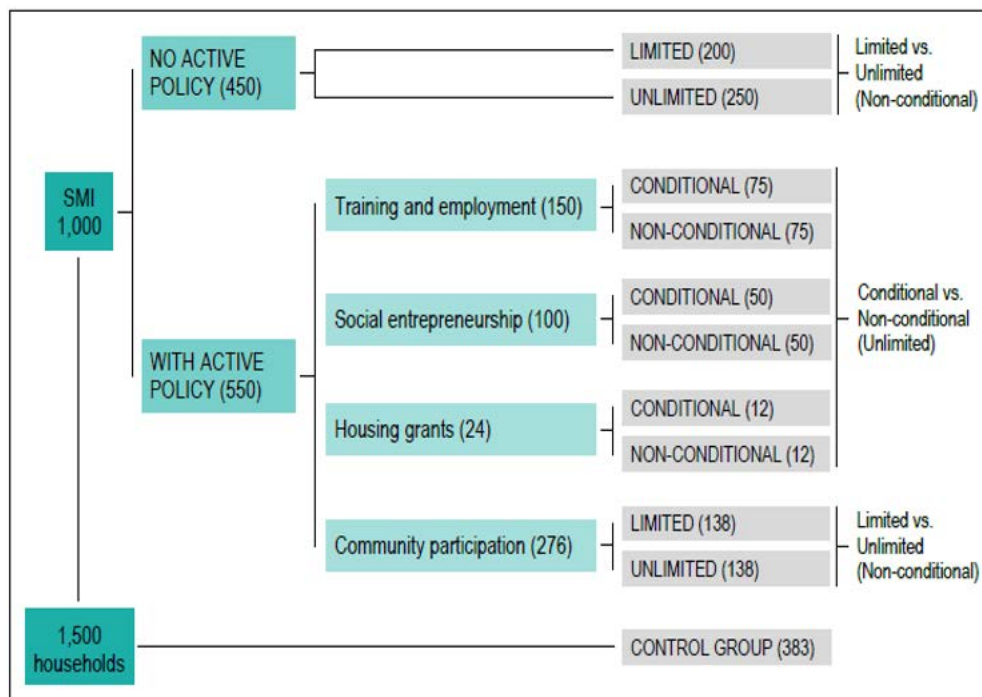 NO ACTIVE
POLICY (450)
LIMITED (200)
UNLIMITED (250)
Limited vs.
Unlimited
(Non-conditional)
SMI
1,000
WITH ACTIVE
POLICY (550)
Training and employment (150)
CONDITIONAL (75)
NON-CONDITIONAL (75)
Social entrepreneurship (100)
CONDITIONAL (50)
NON-CONDITIONAL (50)
Housing grants (24)
CONDITIONAL (12)
NON-CONDITIONAL (12)
Conditional vs.
Non-conditional
(Unlimited)
Community participation (276)
LIMITED (138)
UNLIMITED (138)
Limited vs.
Unlimited
(Non-conditional)
1,500
households
CONTROL GROUP (383)